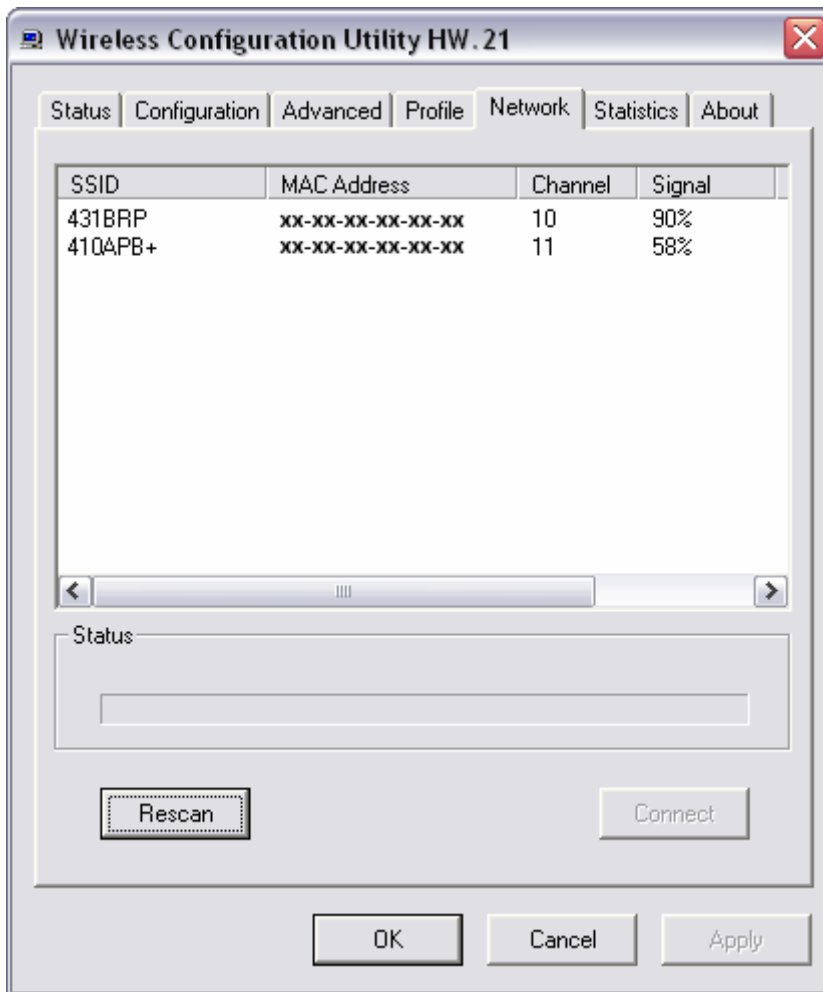 Wireless Configuration Utility HW.21
Status Configuration Advanced Profile Network Statistics About
SSID MAC Address Channel Signal
431BRP xx-xx-xx-xx-xx-xx 10 90%
410APB+ xx-xx-xx-xx-xx-xx 11 58%
Status
Rescan Connect
OK Cancel Apply